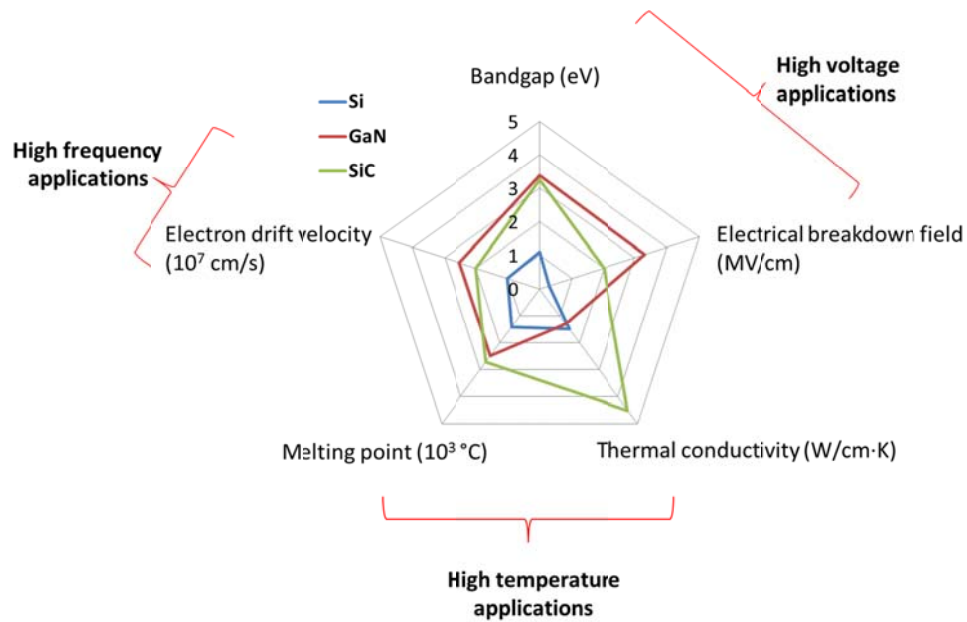 High voltage
applications
Bandgap (eV)
Si
GaN
SiC
High frequency
applications
5
4
3
2
1
0
Electron drift velocity
(10⁷ cm/s)
Electrical breakdown field
(MV/cm)
Melting point (10³ °C)
Thermal conductivity (W/cm·K)
High temperature
applications